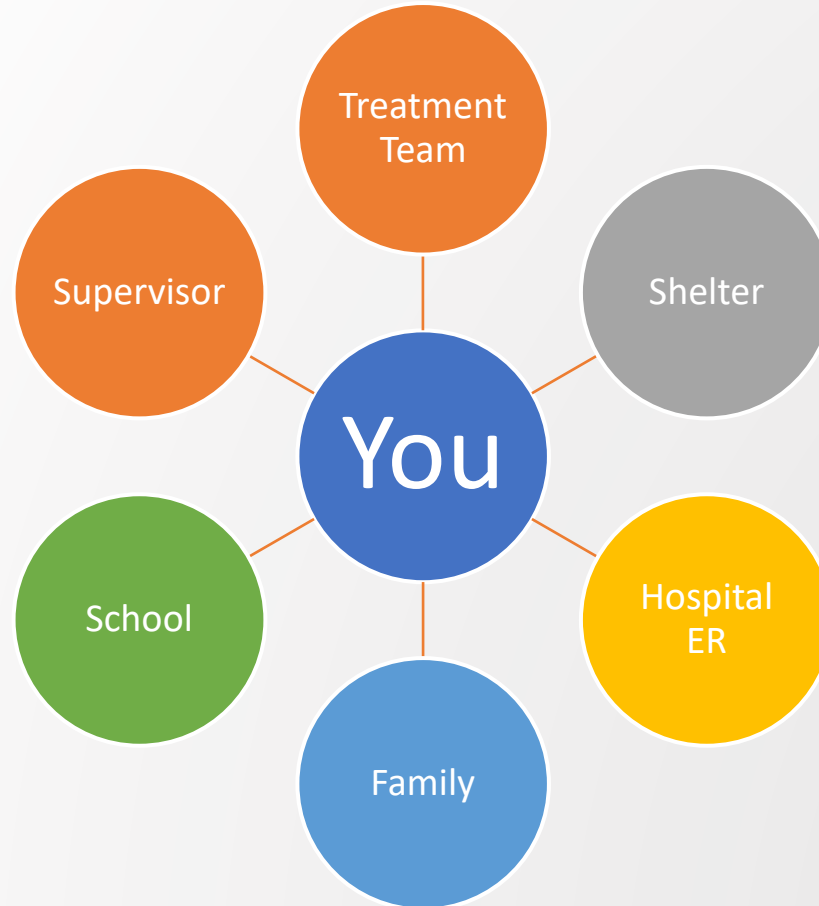 Treatment
Team
Supervisor
Shelter
You
School
Hospital
ER
Family